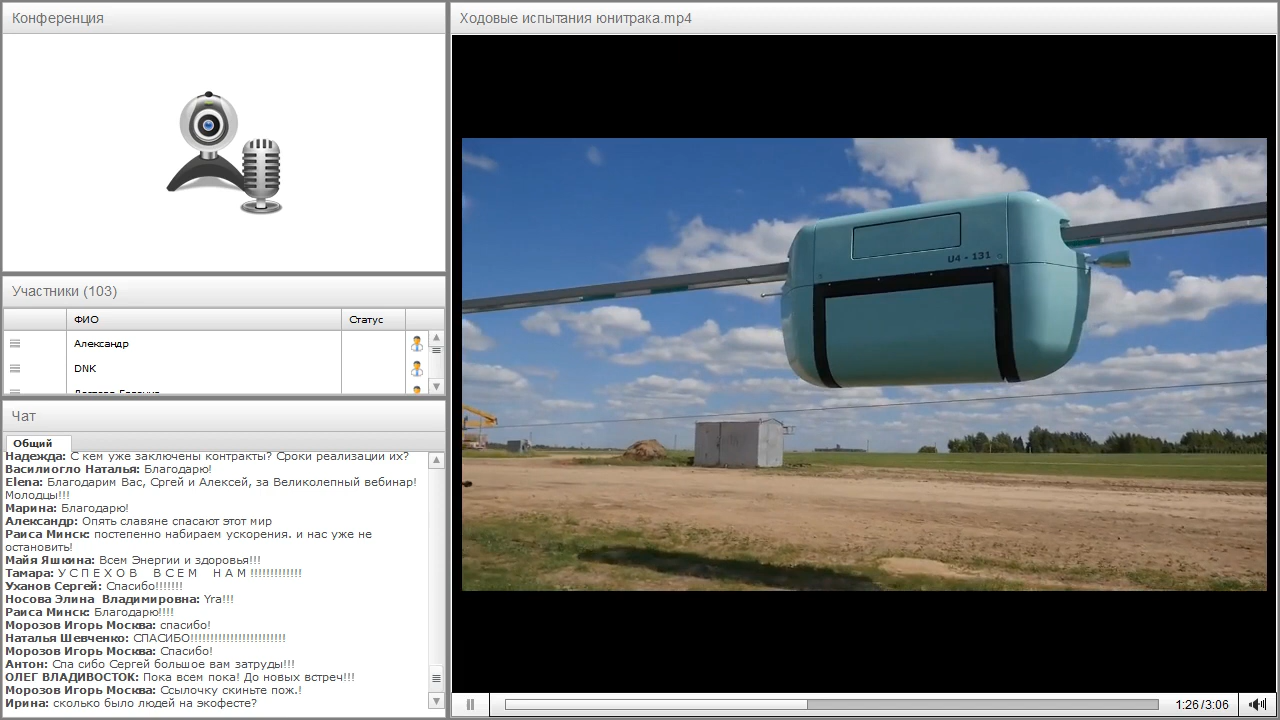 Конференция
Ходовые испытания юнитрака.mp4
U4 - 131
Участники (103)
ФИО Статус
Александр
DNK
Чат
Общий
Надежда: С кем уже заключены контракты? Сроки реализации их?
Василиогло Наталья: Благодарю!
Elena: Благодарим Вас, Сргей и Алексей, за Великолепный вебинар!
Молодцы!!!
Марина: Благодарю!
Александр: Опять славяне спасают этот мир
Раиса Минск: постепенно набираем ускорения. и нас уже не
остановить!
Майя Яшкина: Всем Энергии и здоровья!!!
Тамара: У С П Е Х О В В С Е М Н А М !!!!!!!!!!!!!
Уханов Сергей: Спасибо!!!!!!!
Носова Элина Владимировна: Yra!!!
Раиса Минск: Благодарю!!!!
Морозов Игорь Москва: спасибо!
Наталья Шевченко: СПАСИБО!!!!!!!!!!!!!!!!!!!!!!!!
Морозов Игорь Москва: Спасибо!
Антон: Спа сибо Сергей большое вам затруды!!!
ОЛЕГ ВЛАДИВОСТОК: Пока всем пока! До новых встреч!!!
Морозов Игорь Москва: Ссылочку скиньте пож.!
Ирина: сколько было людей на экофесте?
1:26/3:06